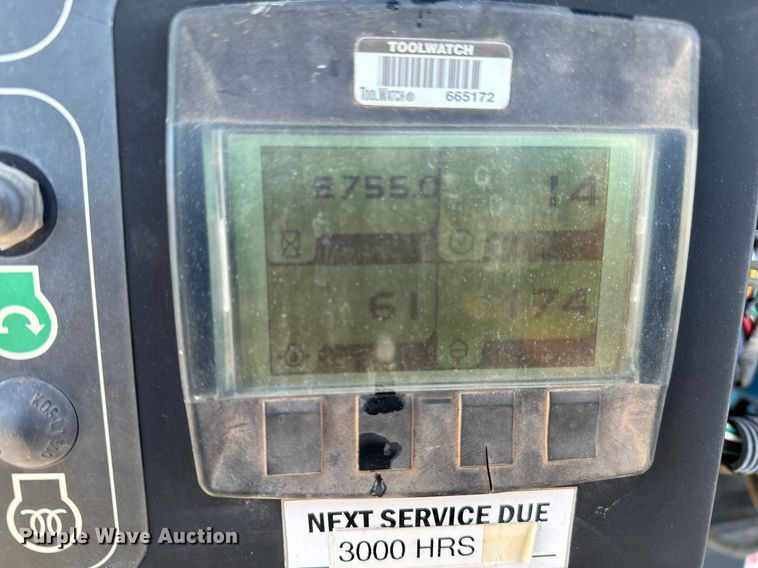 TOOLWATCH
TOOLWATCH® 665172
2755.0 14
61 174
NEXT SERVICE DUE
3000 HRS
Purple Wave Auction